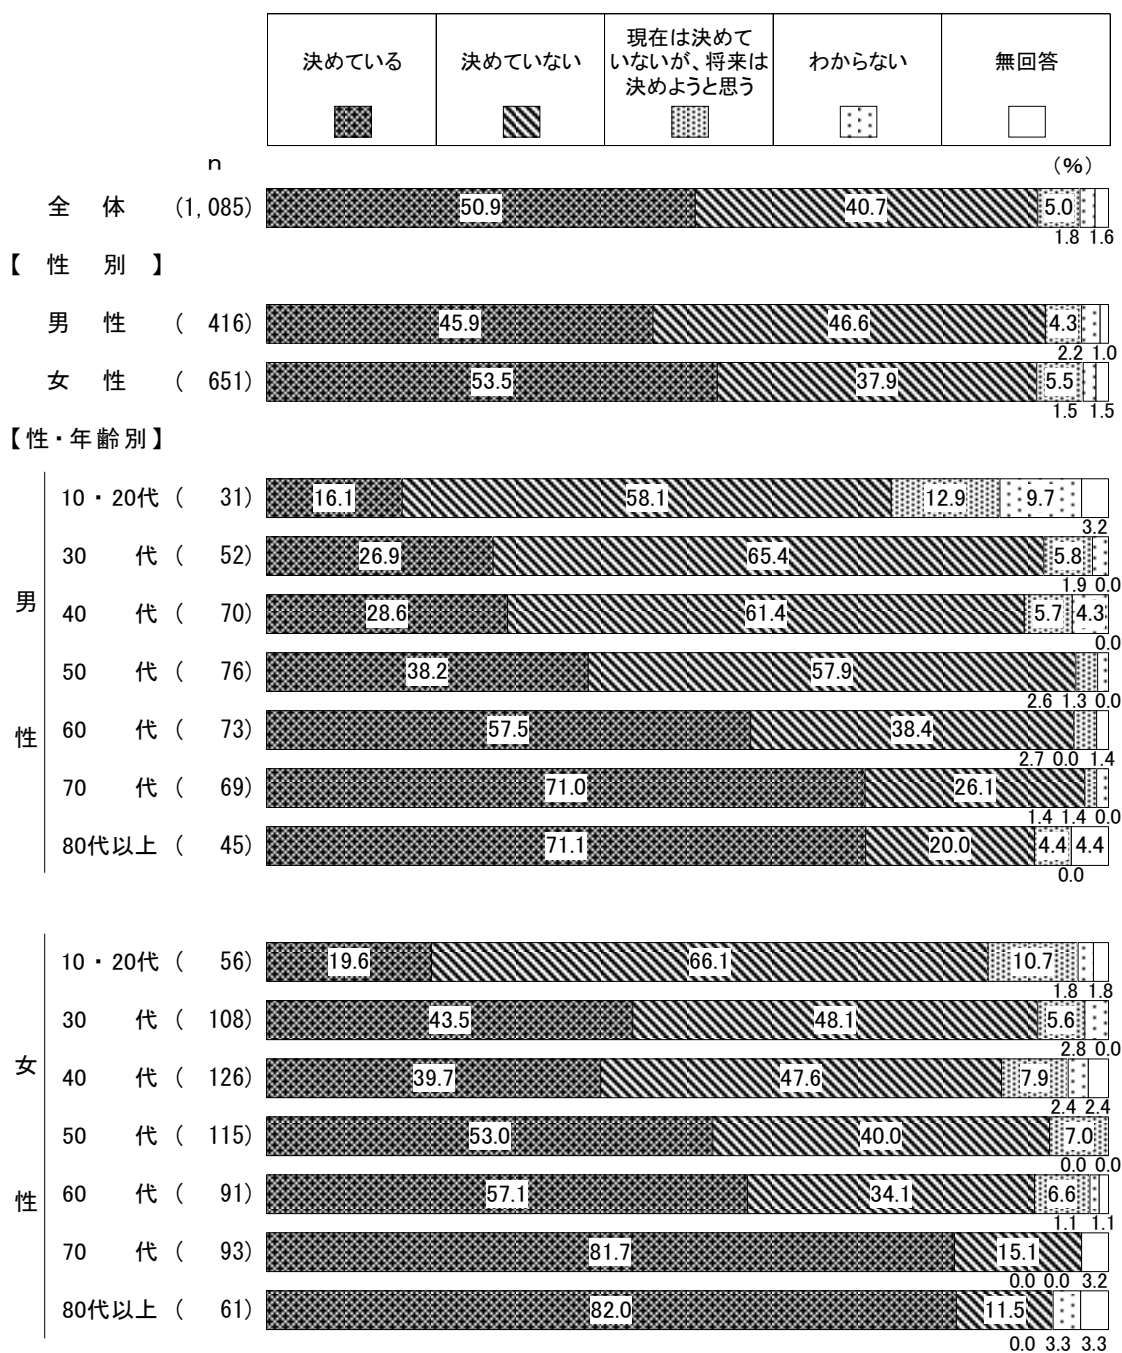 決めている
決めていない
現在は決めて
いないが、将来は
決めようと思う
わからない
無回答
n
(%)
全 体 (1,085) 50.9 40.7 5.0
1.8 1.6
【 性 別 】
男 性 ( 416) 45.9 46.6 4.3
2.2 1.0
女 性 ( 651) 53.5 37.9 5.5
1.5 1.5
【性・年齢別】
男性
10・20代 ( 31) 16.1 58.1 12.9 9.7
3.2
30 代 ( 52) 26.9 65.4 5.8
1.9 0.0
40 代 ( 70) 28.6 61.4 5.7 4.3
0.0
50 代 ( 76) 38.2 57.9
2.6 1.3 0.0
60 代 ( 73) 57.5 38.4
2.7 0.0 1.4
70 代 ( 69) 71.0 26.1
1.4 1.4 0.0
80代以上 ( 45) 71.1 20.0 4.4 4.4
0.0
女性
10・20代 ( 56) 19.6 66.1 10.7
1.8 1.8
30 代 ( 108) 43.5 48.1 5.6
2.8 0.0
40 代 ( 126) 39.7 47.6 7.9
2.4 2.4
50 代 ( 115) 53.0 40.0 7.0
0.0 0.0
60 代 ( 91) 57.1 34.1 6.6
1.1 1.1
70 代 ( 93) 81.7 15.1
0.0 0.0 3.2
80代以上 ( 61) 82.0 11.5
0.0 3.3 3.3